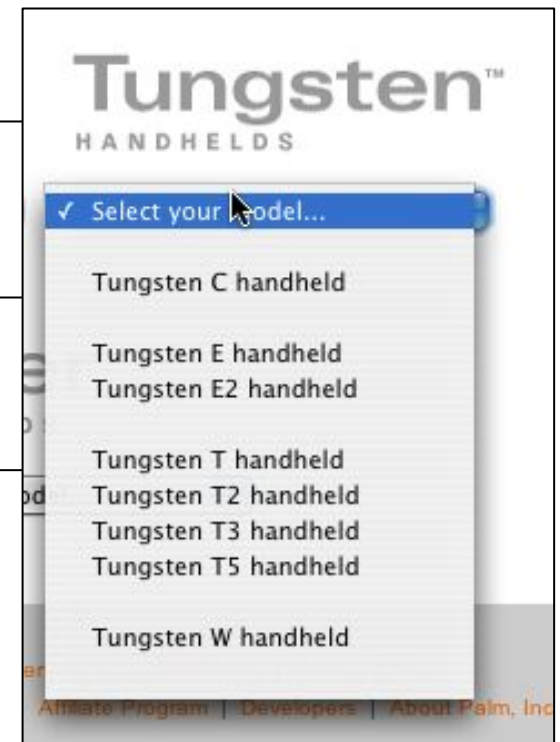 Tungsten™
HANDHELDS
✓ Select your model...
Tungsten C handheld
Tungsten E handheld
Tungsten E2 handheld
Tungsten T handheld
Tungsten T2 handheld
Tungsten T3 handheld
Tungsten T5 handheld
Tungsten W handheld
Affiliate Program | Developers | About Palm, Inc